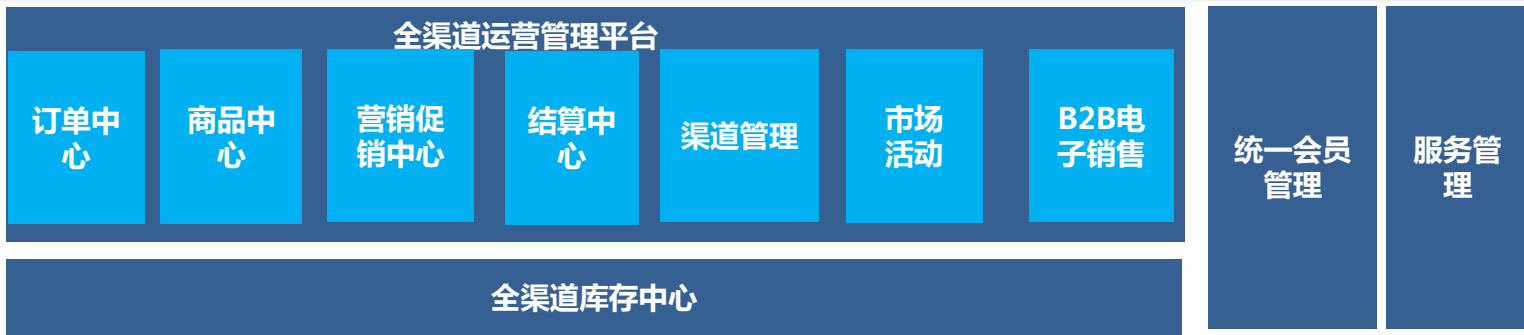 全渠道运营管理平台
订单中
心
商品中
心
营销促
销中心
结算中
心
渠道管理
市场
活动
B2B电
子销售
统一会员
管理
服务管
理
全渠道库存中心